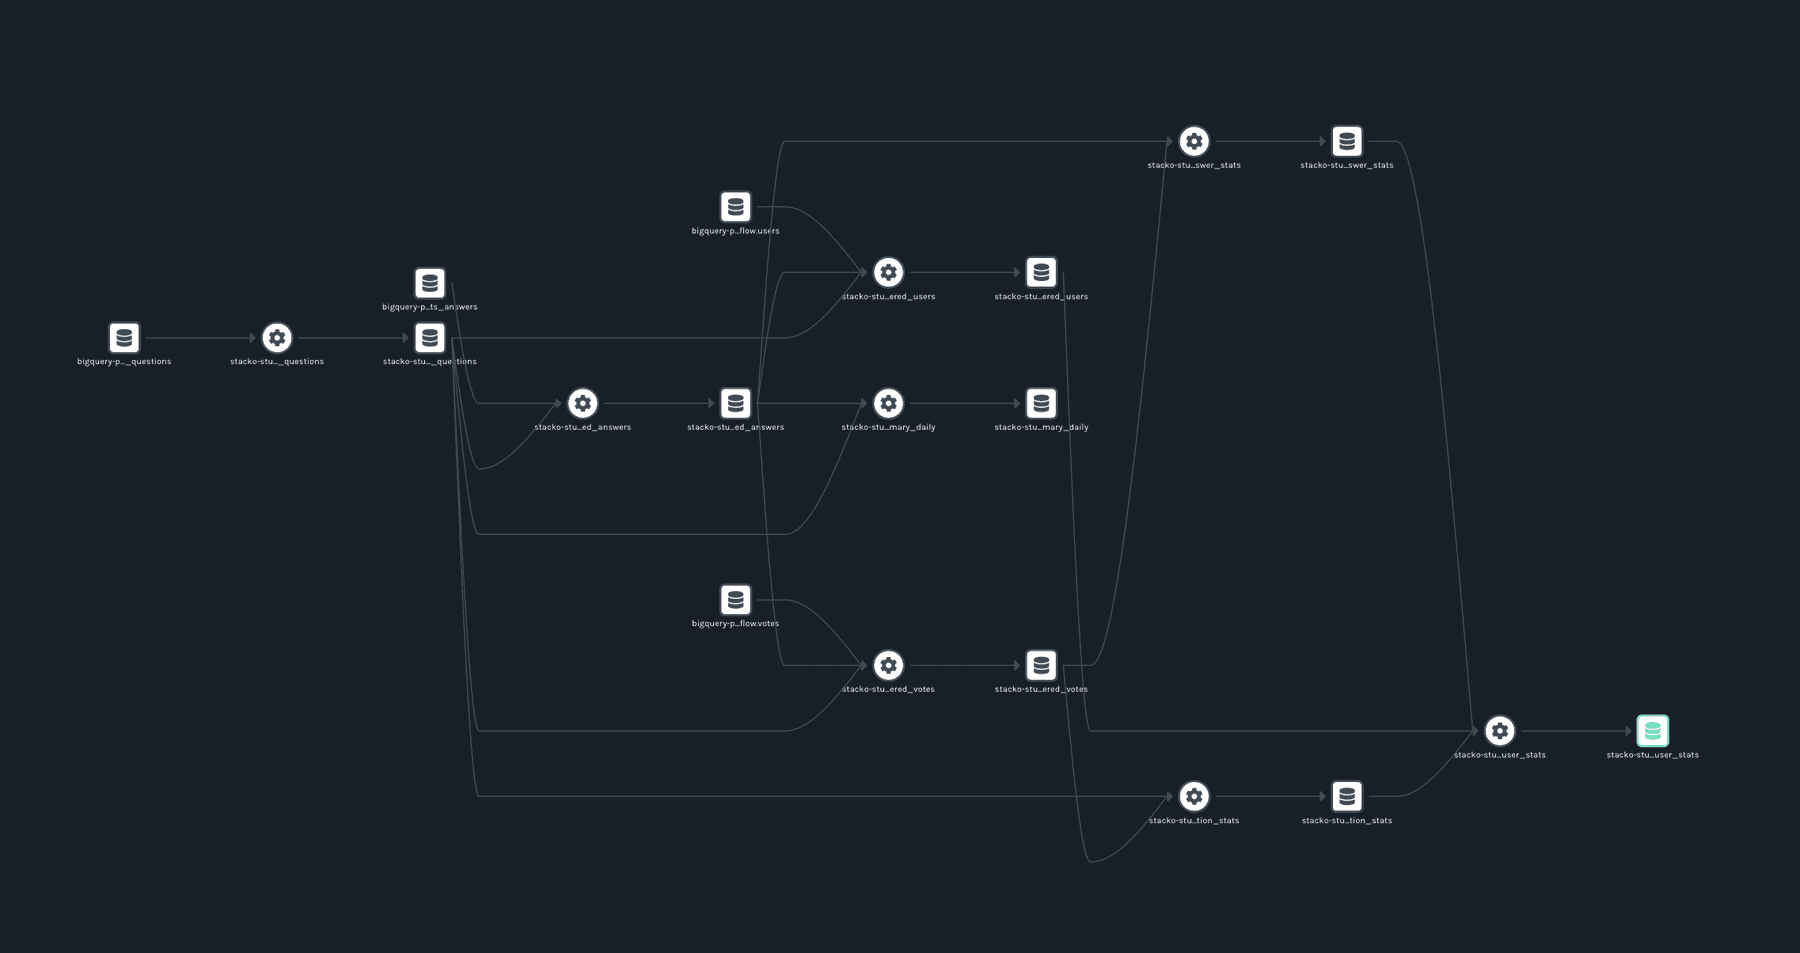 stacko-stu...swer_stats
stacko-stu...swer_stats
bigquery-p...flow.users
stacko-stu...ered_users
stacko-stu...ered_users
bigquery-p...ts_answers
bigquery-p..._questions
stacko-stu..._questions
stacko-stu..._questions
stacko-stu...ed_answers
stacko-stu...ed_answers
stacko-stu...mary_daily
stacko-stu...mary_daily
bigquery-p...flow.votes
stacko-stu...ered_votes
stacko-stu...ered_votes
stacko-stu...user_stats
stacko-stu...user_stats
stacko-stu...tion_stats
stacko-stu...tion_stats